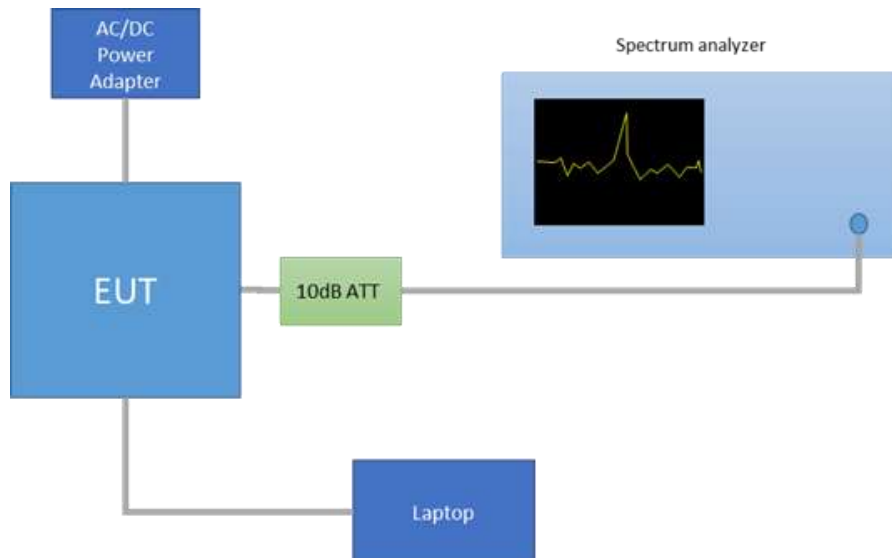 AC/DC
Power
Adapter
Spectrum analyzer
EUT
10dB ATT
Laptop